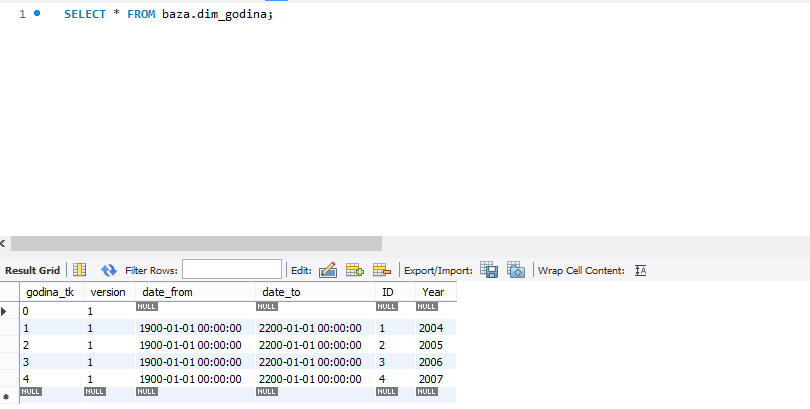 1 SELECT * FROM baza.dim_godina;
Result Grid Filter Rows: Edit: Export/Import: Wrap Cell Content: IA
godina_tk version date_from date_to ID Year
0 1 NULL NULL NULL NULL
1 1 1900-01-01 00:00:00 2200-01-01 00:00:00 1 2004
2 1 1900-01-01 00:00:00 2200-01-01 00:00:00 2 2005
3 1 1900-01-01 00:00:00 2200-01-01 00:00:00 3 2006
4 1 1900-01-01 00:00:00 2200-01-01 00:00:00 4 2007
NULL NULL NULL NULL NULL NULL